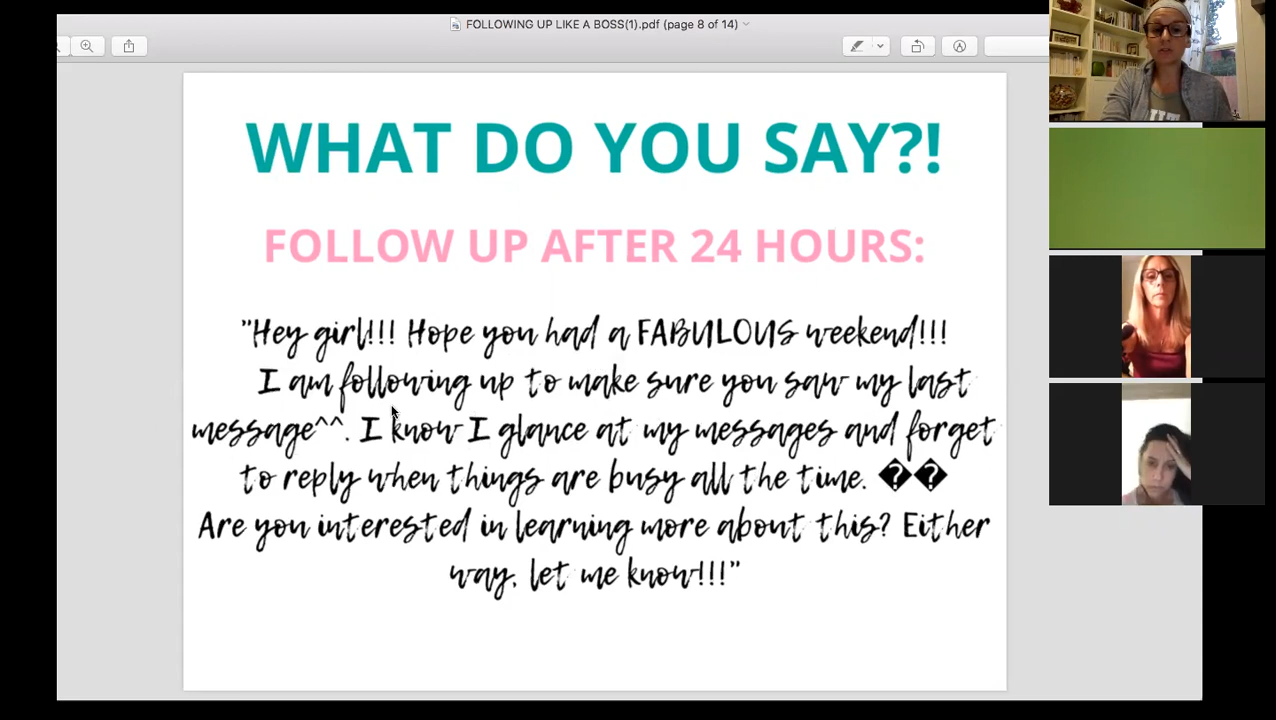 FOLLOWING UP LIKE A BOSS(1).pdf (page 8 of 14)
WHAT DO YOU SAY?!
FOLLOW UP AFTER 24 HOURS:
"Hey girl!!! Hope you had a FABULOUS weekend!!!
I am following up to make sure you saw my last
message^^. I know I glance at my messages and forget
to reply when things are busy all the time. ��
Are you interested in learning more about this? Either
way, let me know!!!"